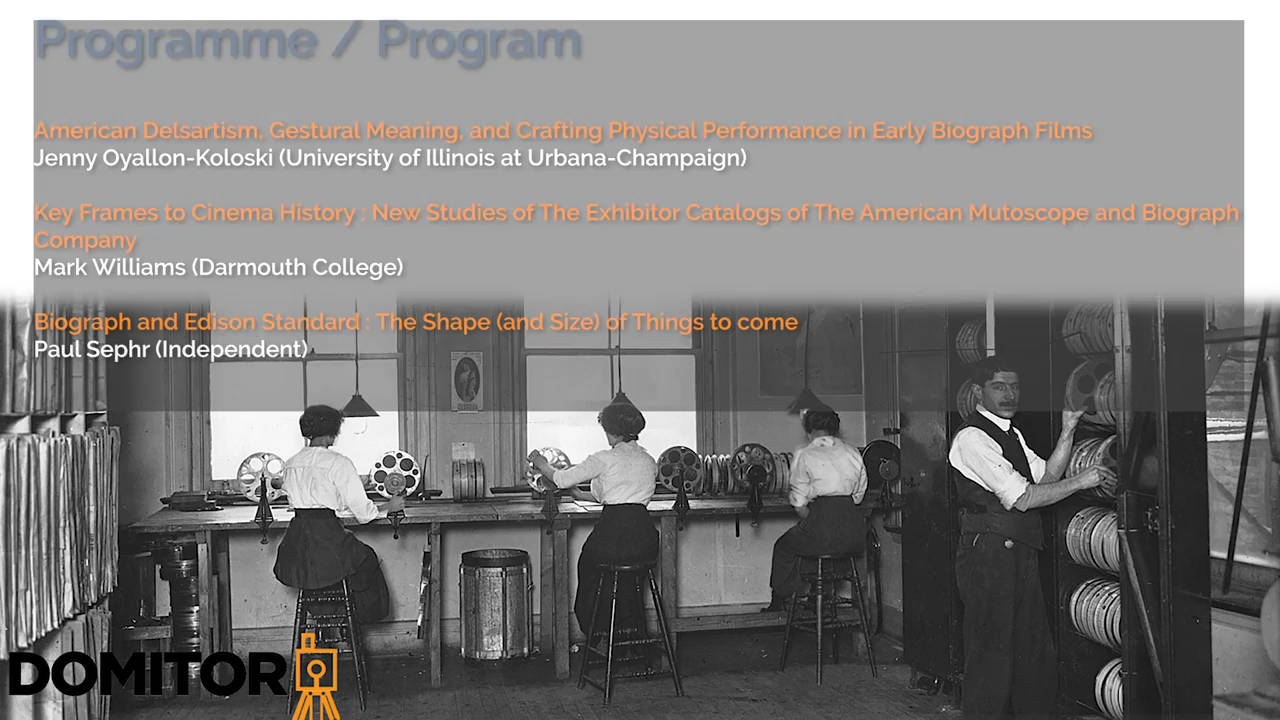 Programme / Program
American Delsartism, Gestural Meaning, and Crafting Physical Performance in Early Biograph Films
Jenny Oyallon-Koloski (University of Illinois at Urbana-Champaign)
Key Frames to Cinema History : New Studies of The Exhibitor Catalogs of The American Mutoscope and Biograph
Company
Mark Williams (Darmouth College)
Biograph and Edison Standard : The Shape (and Size) of Things to come
Paul Sephr (Independent)
DOMITOR